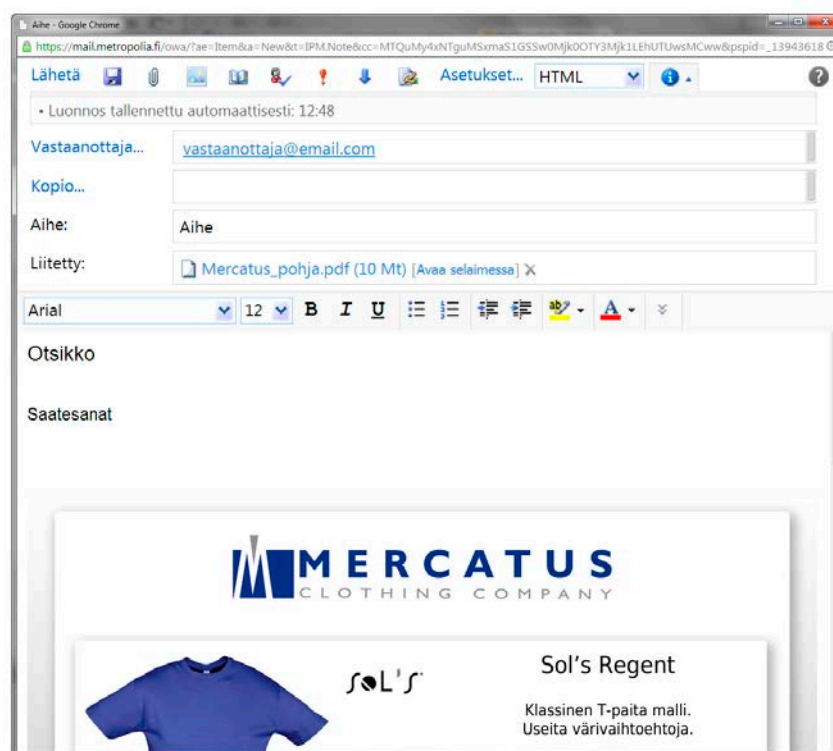 Aihe - Google Chrome
https://mail.metropolia.fi/owa/?ae=Item&a=New&t=IPM.Note&cc=MTQuMy4xNTguMSxmaS1GSSw0Mjk0OTY3Mjk1LEhUTUwsMCww&pspid=_13943618
Lähetä Asetukset... HTML
• Luonnos tallennettu automaattisesti: 12:48
Vastaanottaja... vastaanottaja@email.com
Kopio...
Aihe: Aihe
Liitetty: Mercatus_pohja.pdf (10 Mt) [Avaa selaimessa]
Arial 12 B I U ab A
Otsikko
Saatesanat
MERCATUS
CLOTHING COMPANY
SOL'S
Sol's Regent
Klassinen T-paita malli.
Useita värivaihtoehtoja.